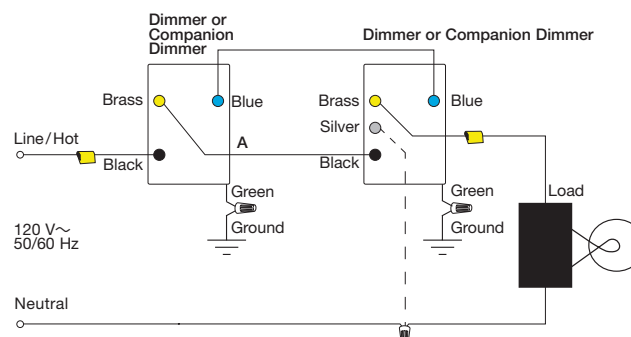 Dimmer or
Companion
Dimmer
Dimmer or Companion Dimmer
Brass
Blue
Brass
Blue
Silver
Line/Hot
A
Black
Black
Green
Green
Load
Ground
Ground
120 V~
50/60 Hz
Neutral